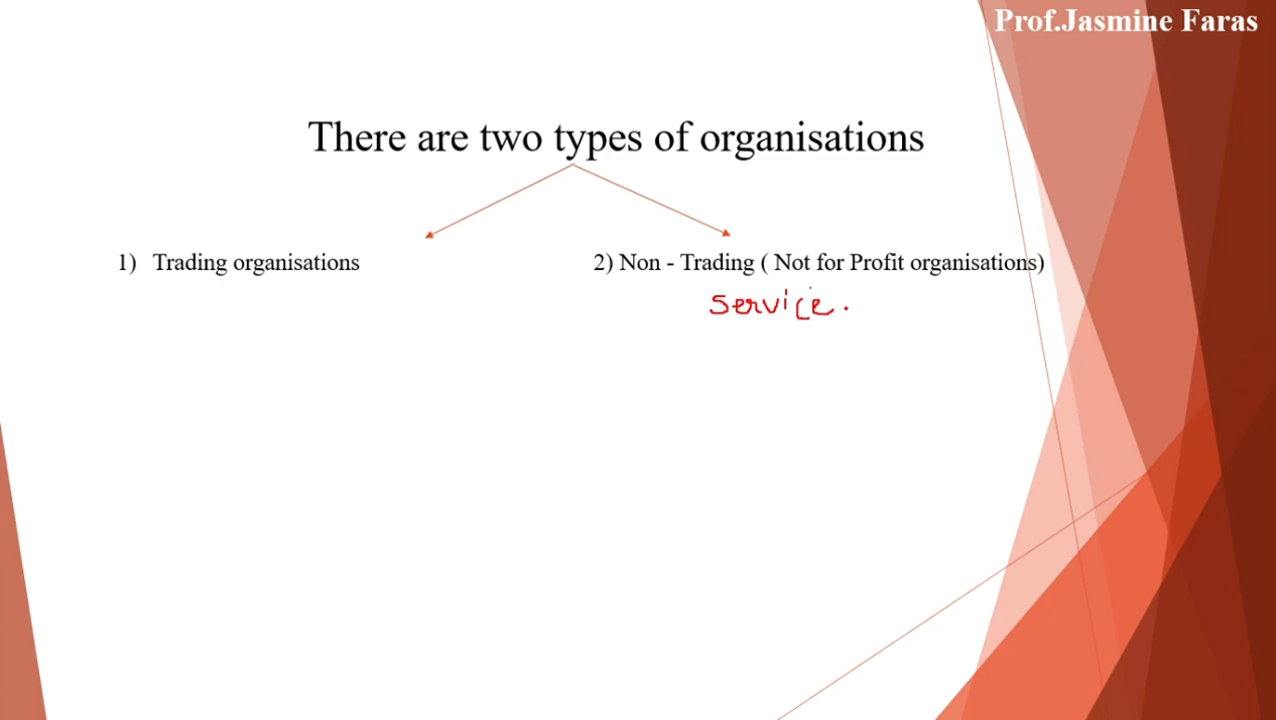 Prof.Jasmine Faras
There are two types of organisations
1) Trading organisations
2) Non - Trading ( Not for Profit organisations)
service.